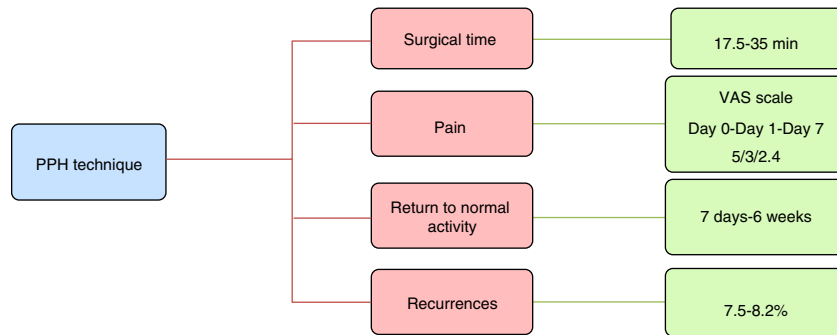 PPH technique
Surgical time
17.5-35 min
Pain
VAS scale
Day 0-Day 1-Day 7
5/3/2.4
Return to normal
activity
7 days-6 weeks
Recurrences
7.5-8.2%